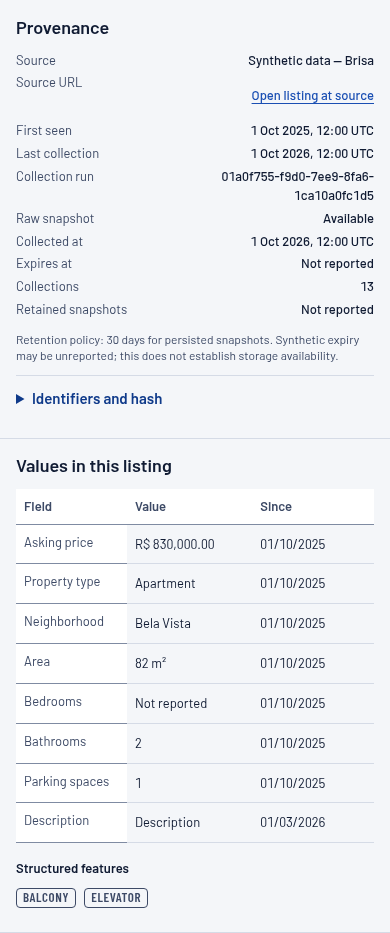 Provenance
Source Synthetic data — Brisa
Source URL
Open listing at source
First seen 1 Oct 2025, 12:00 UTC
Last collection 1 Oct 2026, 12:00 UTC
Collection run 01a0f755-f9d0-7ee9-8fa6-
1ca10a0fc1d5
Raw snapshot Available
Collected at 1 Oct 2026, 12:00 UTC
Expires at Not reported
Collections 13
Retained snapshots Not reported
Retention policy: 30 days for persisted snapshots. Synthetic expiry
may be unreported; this does not establish storage availability.
Identifiers and hash
Values in this listing
Field Value Since
Asking price R$ 830,000.00 01/10/2025
Property type Apartment 01/10/2025
Neighborhood Bela Vista 01/10/2025
Area 82 m² 01/10/2025
Bedrooms Not reported 01/10/2025
Bathrooms 2 01/10/2025
Parking spaces 1 01/10/2025
Description Description 01/03/2026
Structured features
BALCONY ELEVATOR